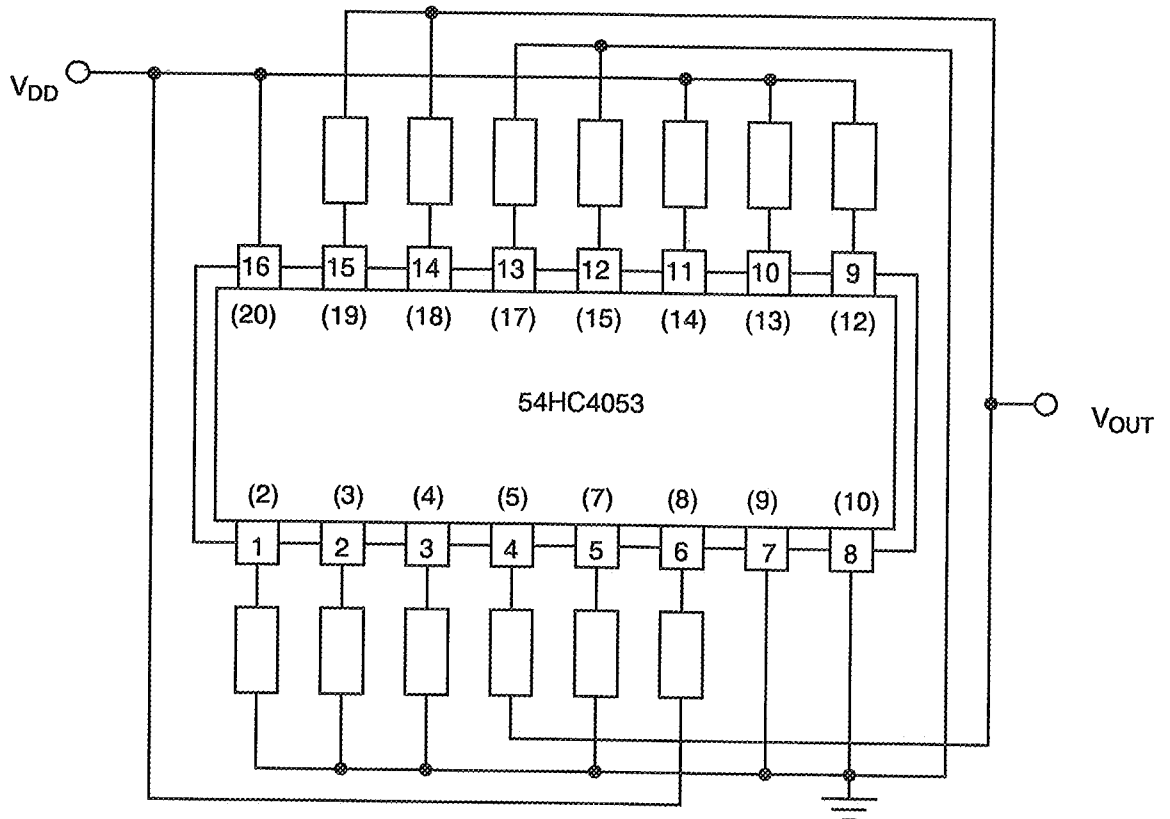 V_DD
16 15 14 13 12 11 10 9
(20) (19) (18) (17) (15) (14) (13) (12)
54HC4053
V_OUT
(2) (3) (4) (5) (7) (8) (9) (10)
1 2 3 4 5 6 7 8